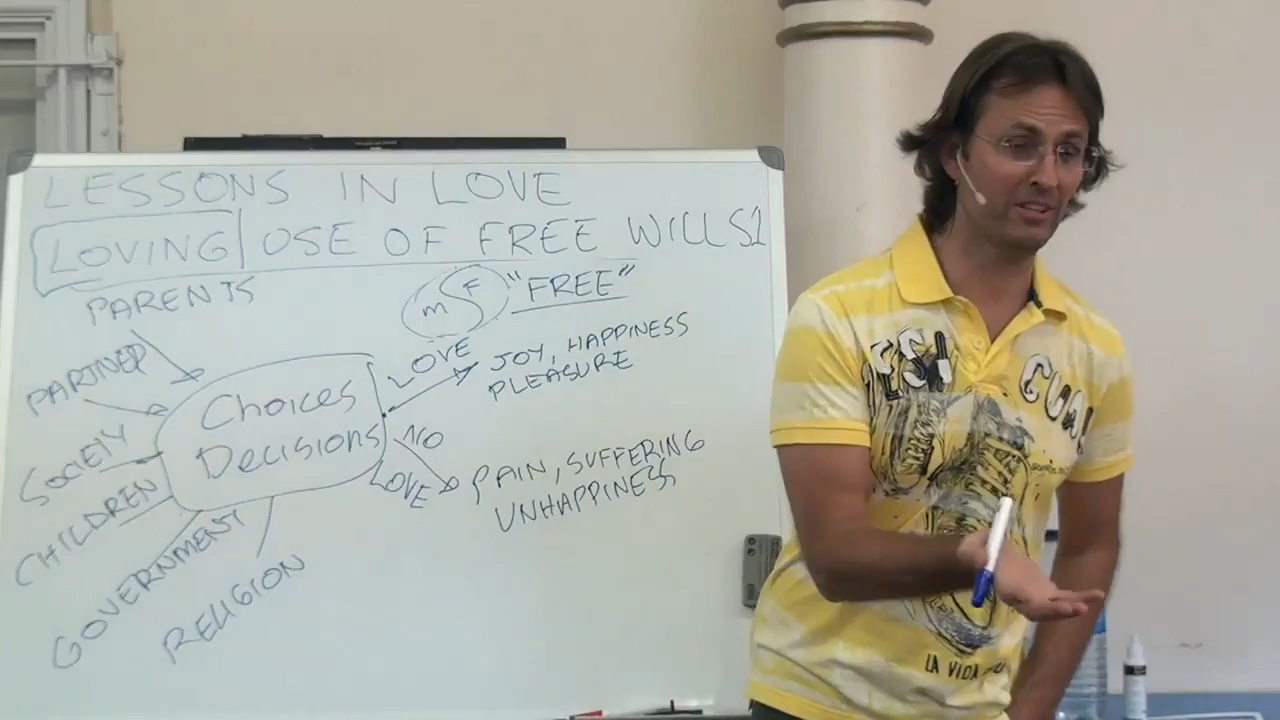 LESSONS IN LOVE
LOVING USE OF FREE WILL S1
PARENTS
m F "FREE"
PARTNER
LOVE
JOY, HAPPINESS
PLEASURE
Choices
Decisions
SOCIETY
NO
LOVE
PAIN, SUFFERING
UNHAPPINESS
CHILDREN
GOVERNMENT
RELIGION
LA VIDA